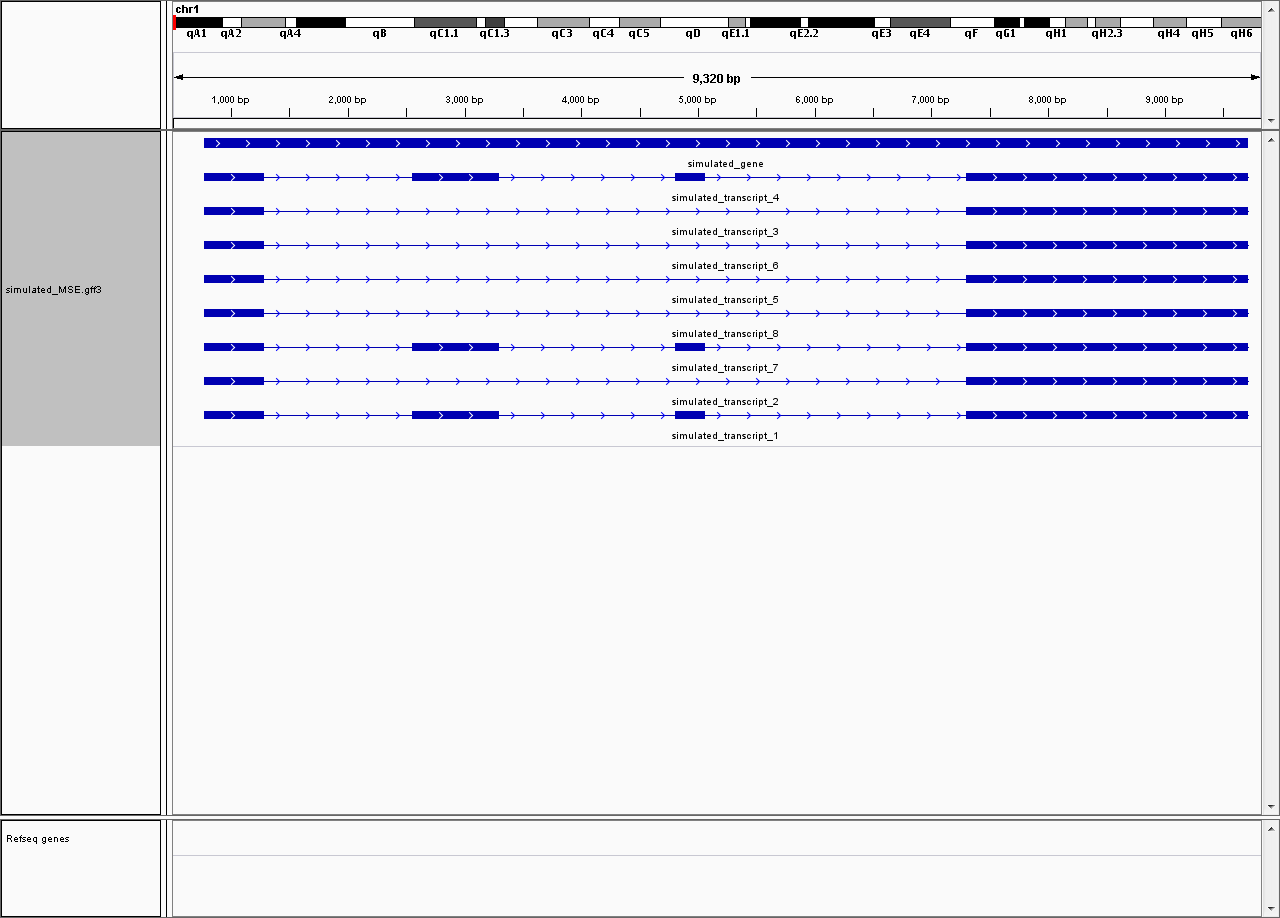 chr1
qA1 qA2 qA4 qB qC1.1 qC1.3 qC3 qC4 qC5 qD qE1.1 qE2.2 qE3 qE4 qF qG1 qH1 qH2.3 qH4 qH5 qH6
9,320 bp
1,000 bp 2,000 bp 3,000 bp 4,000 bp 5,000 bp 6,000 bp 7,000 bp 8,000 bp 9,000 bp
simulated_gene
simulated_transcript_4
simulated_transcript_3
simulated_transcript_6
simulated_MSE.gff3
simulated_transcript_5
simulated_transcript_8
simulated_transcript_7
simulated_transcript_2
simulated_transcript_1
Refseq genes